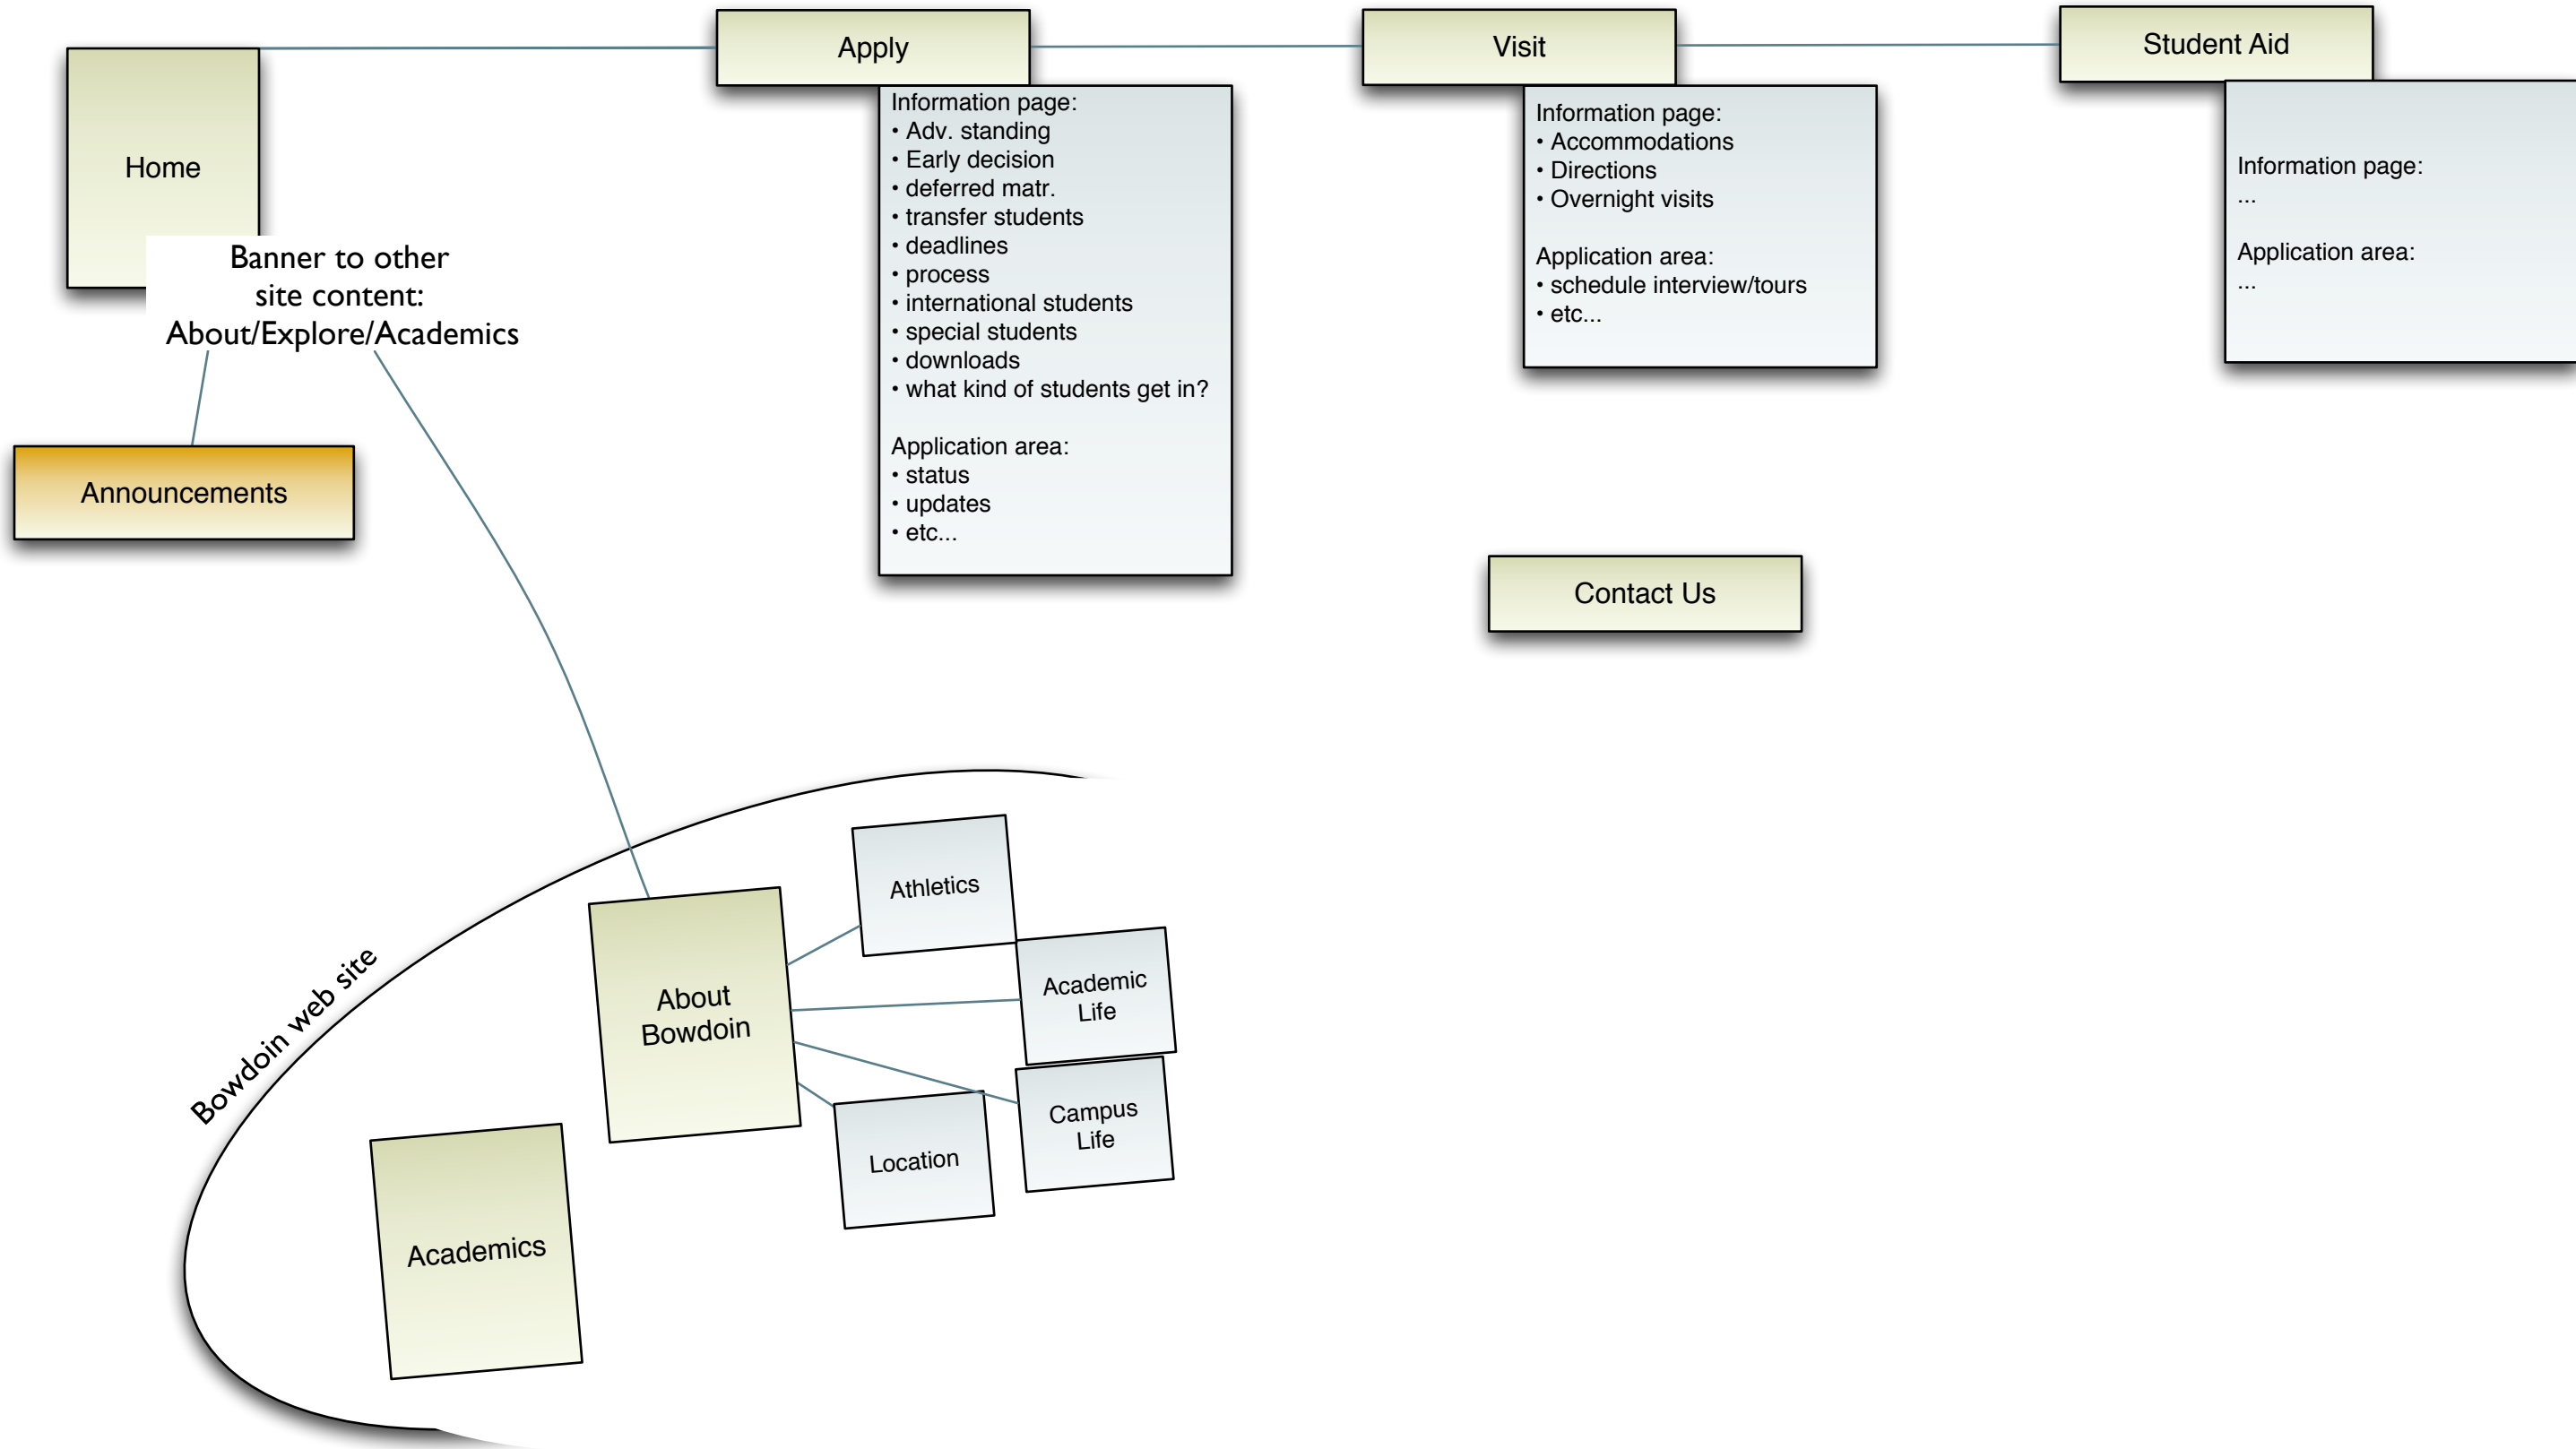 Home
Banner to other
site content:
About/Explore/Academics
Announcements
Apply
Information page:
• Adv. standing
• Early decision
• deferred matr.
• transfer students
• deadlines
• process
• international students
• special students
• downloads
• what kind of students get in?
Application area:
• status
• updates
• etc...
Visit
Information page:
• Accommodations
• Directions
• Overnight visits
Application area:
• schedule interview/tours
• etc...
Student Aid
Information page:
...
Application area:
...
Contact Us
Bowdoin web site
About
Bowdoin
Athletics
Academic
Life
Campus
Life
Location
Academics